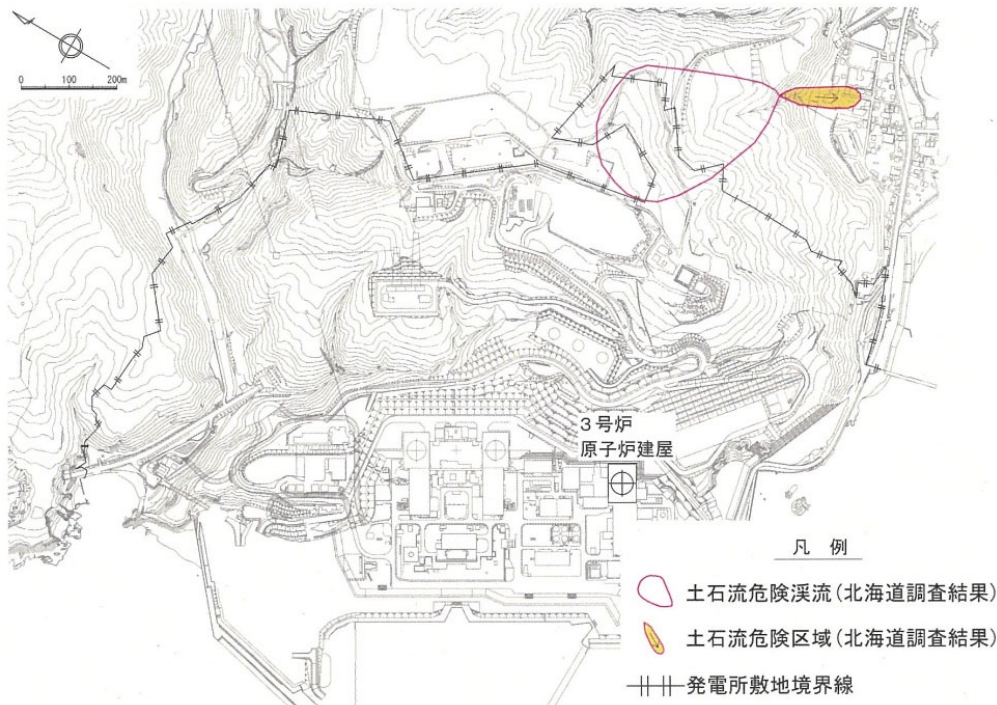 0 100 200m
3号炉
原子炉建屋
凡 例
土石流危険渓流(北海道調査結果)
土石流危険区域(北海道調査結果)
発電所敷地境界線